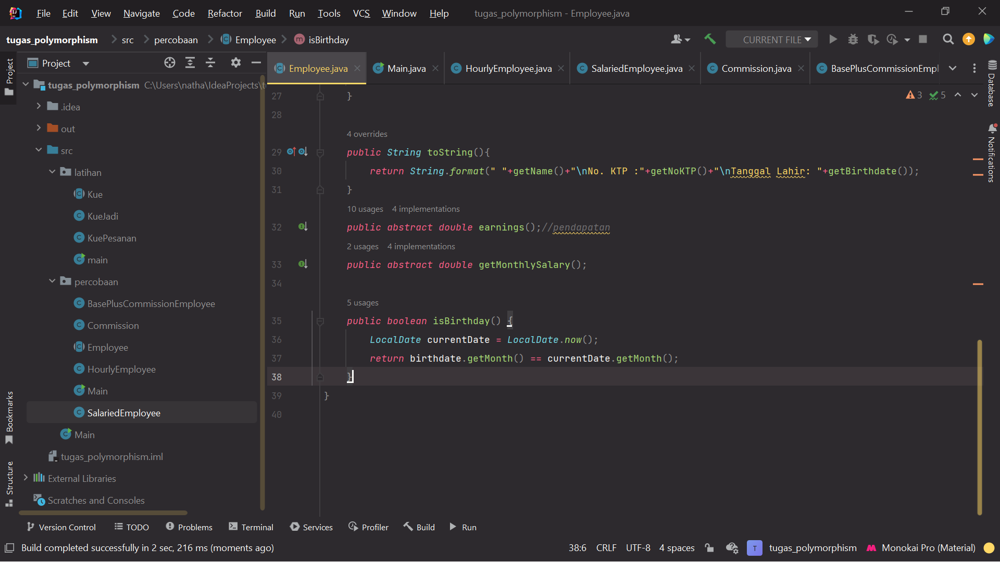 File Edit View Navigate Code Refactor Build Run Tools VCS Window Help tugas_polymorphism - Employee.java
tugas_polymorphism src percobaan Employee isBirthday CURRENT FILE
Project
Project
Employee.java Main.java HourlyEmployee.java SalariedEmployee.java Commission.java BasePlusCommissionEmpl
Database
Notifications
tugas_polymorphism C:\Users\natha\IdeaProjects\t
.idea
out
src
latihan
Kue
KueJadi
KuePesanan
main
percobaan
BasePlusCommissionEmployee
Commission
Employee
HourlyEmployee
Main
SalariedEmployee
Main
tugas_polymorphism.iml
External Libraries
Scratches and Consoles
Bookmarks
Structure
3 5
27 }
28
4 overrides
29 public String toString(){
30 return String.format(" "+getName()+"\nNo. KTP :"+getNoKTP()+"\nTanggal Lahir: "+getBirthdate());
31 }
10 usages 4 implementations
32 public abstract double earnings();//pendapatan
2 usages 4 implementations
33 public abstract double getMonthlySalary();
34
5 usages
35 public boolean isBirthday() {
36 LocalDate currentDate = LocalDate.now();
37 return birthdate.getMonth() == currentDate.getMonth();
38 }
39 }
40
Version Control TODO Problems Terminal Services Profiler Build Run
Build completed successfully in 2 sec, 216 ms (moments ago) 38:6 CRLF UTF-8 4 spaces T tugas_polymorphism Monokai Pro (Material)